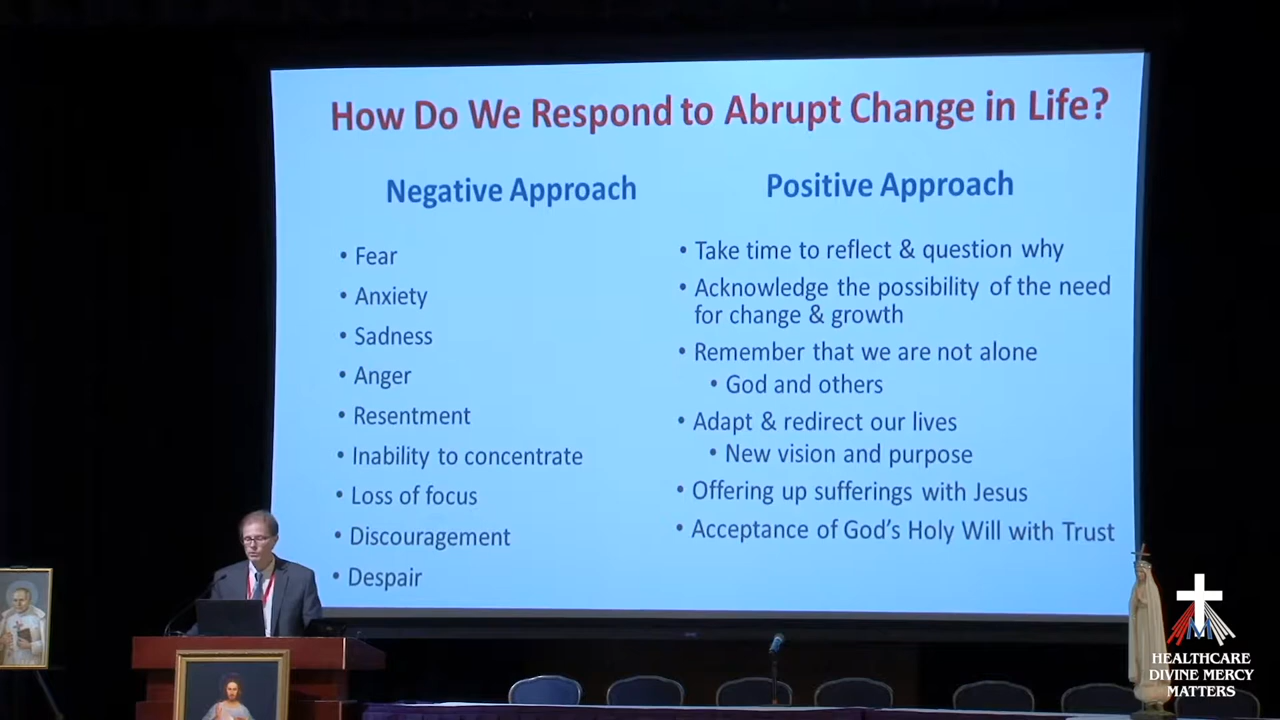 How Do We Respond to Abrupt Change in Life?
Negative Approach
• Fear
• Anxiety
• Sadness
• Anger
• Resentment
• Inability to concentrate
• Loss of focus
• Discouragement
• Despair
Positive Approach
• Take time to reflect & question why
• Acknowledge the possibility of the need
for change & growth
• Remember that we are not alone
• God and others
• Adapt & redirect our lives
• New vision and purpose
• Offering up sufferings with Jesus
• Acceptance of God's Holy Will with Trust
HEALTHCARE
DIVINE MERCY
MATTERS